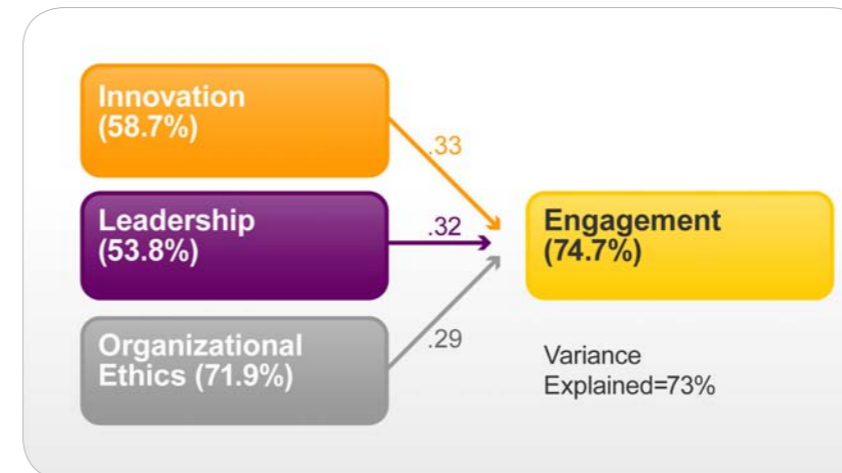 Innovation
(58.7%)
.33
Leadership
(53.8%)
.32
Engagement
(74.7%)
Organizational
Ethics (71.9%)
.29
Variance
Explained=73%